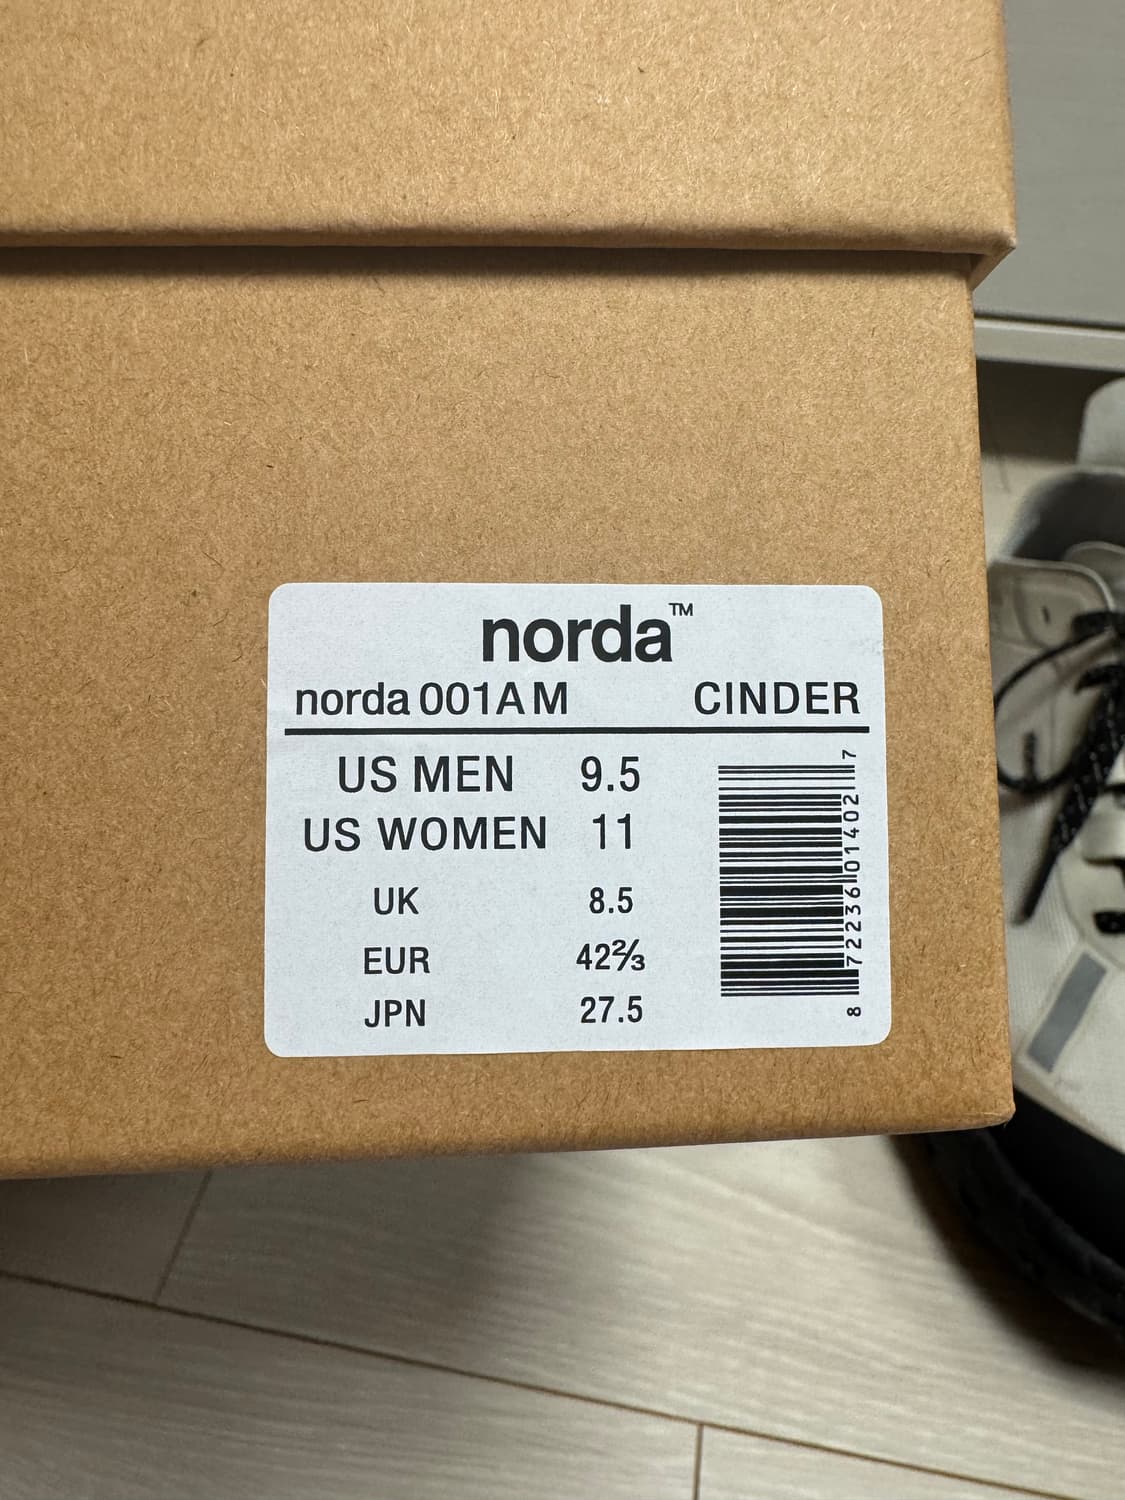 norda™
norda 001A M CINDER
US MEN 9.5
US WOMEN 11
UK 8.5
EUR 42⅔
JPN 27.5
8 72236 01402 7